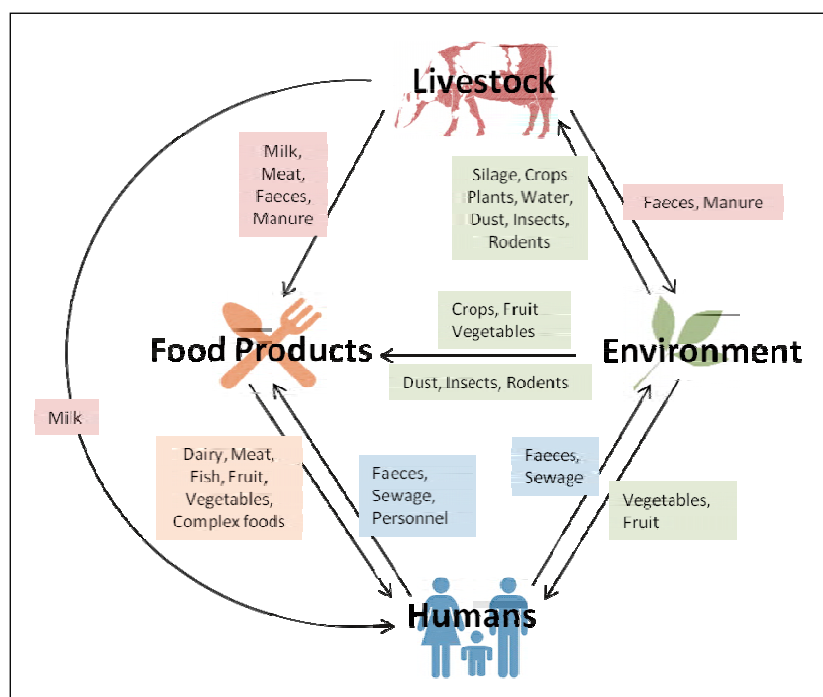 Livestock
Milk,
Meat,
Faeces,
Manure
Silage, Crops
Plants, Water,
Dust, Insects,
Rodents
Faeces, Manure
Crops, Fruit
Vegetables
Food Products
Environment
Dust, Insects, Rodents
Milk
Dairy, Meat,
Fish, Fruit,
Vegetables,
Complex foods
Faeces,
Sewage,
Personnel
Faeces,
Sewage
Vegetables,
Fruit
Humans